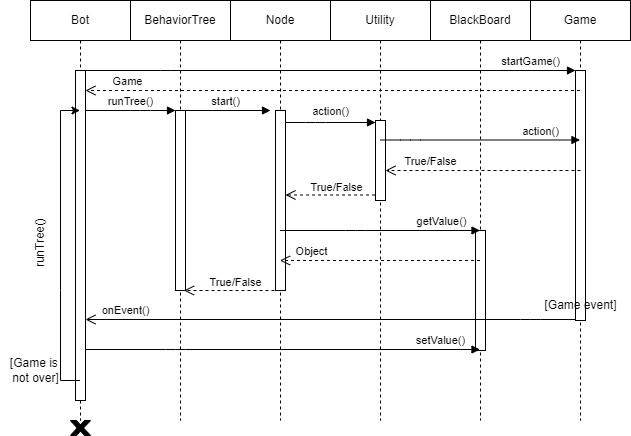 Bot BehaviorTree Node Utility BlackBoard Game
startGame()
Game
runTree() start()
action()
action()
True/False
True/False
getValue()
runTree()
Object
True/False
[Game event]
onEvent()
setValue()
[Game is
not over]